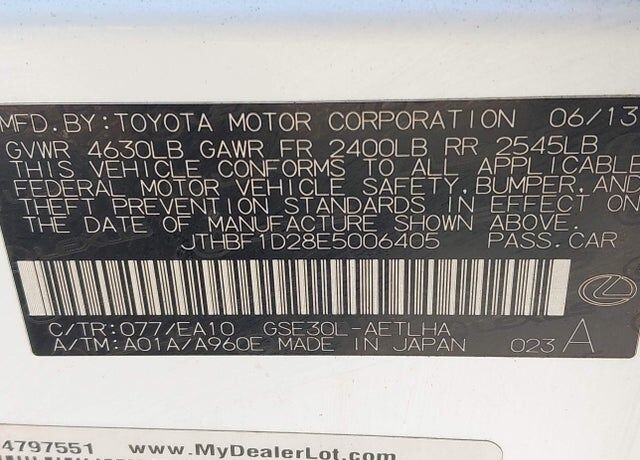 MFD. BY: TOYOTA MOTOR CORPORATION 06/13
GVWR 4630LB GAWR FR 2400LB RR 2545LB
THIS VEHICLE CONFORMS TO ALL APPLICABLE
FEDERAL MOTOR VEHICLE SAFETY, BUMPER, AND
THEFT PREVENTION STANDARDS IN EFFECT ON
THE DATE OF MANUFACTURE SHOWN ABOVE.
JTHBF1D28E5006405 PASS. CAR
C/TR: 077/EA10 GSE30L-AETLHA
A/TM: A01A/A960E MADE IN JAPAN 023 A
4797551 www.MyDealerLot.com